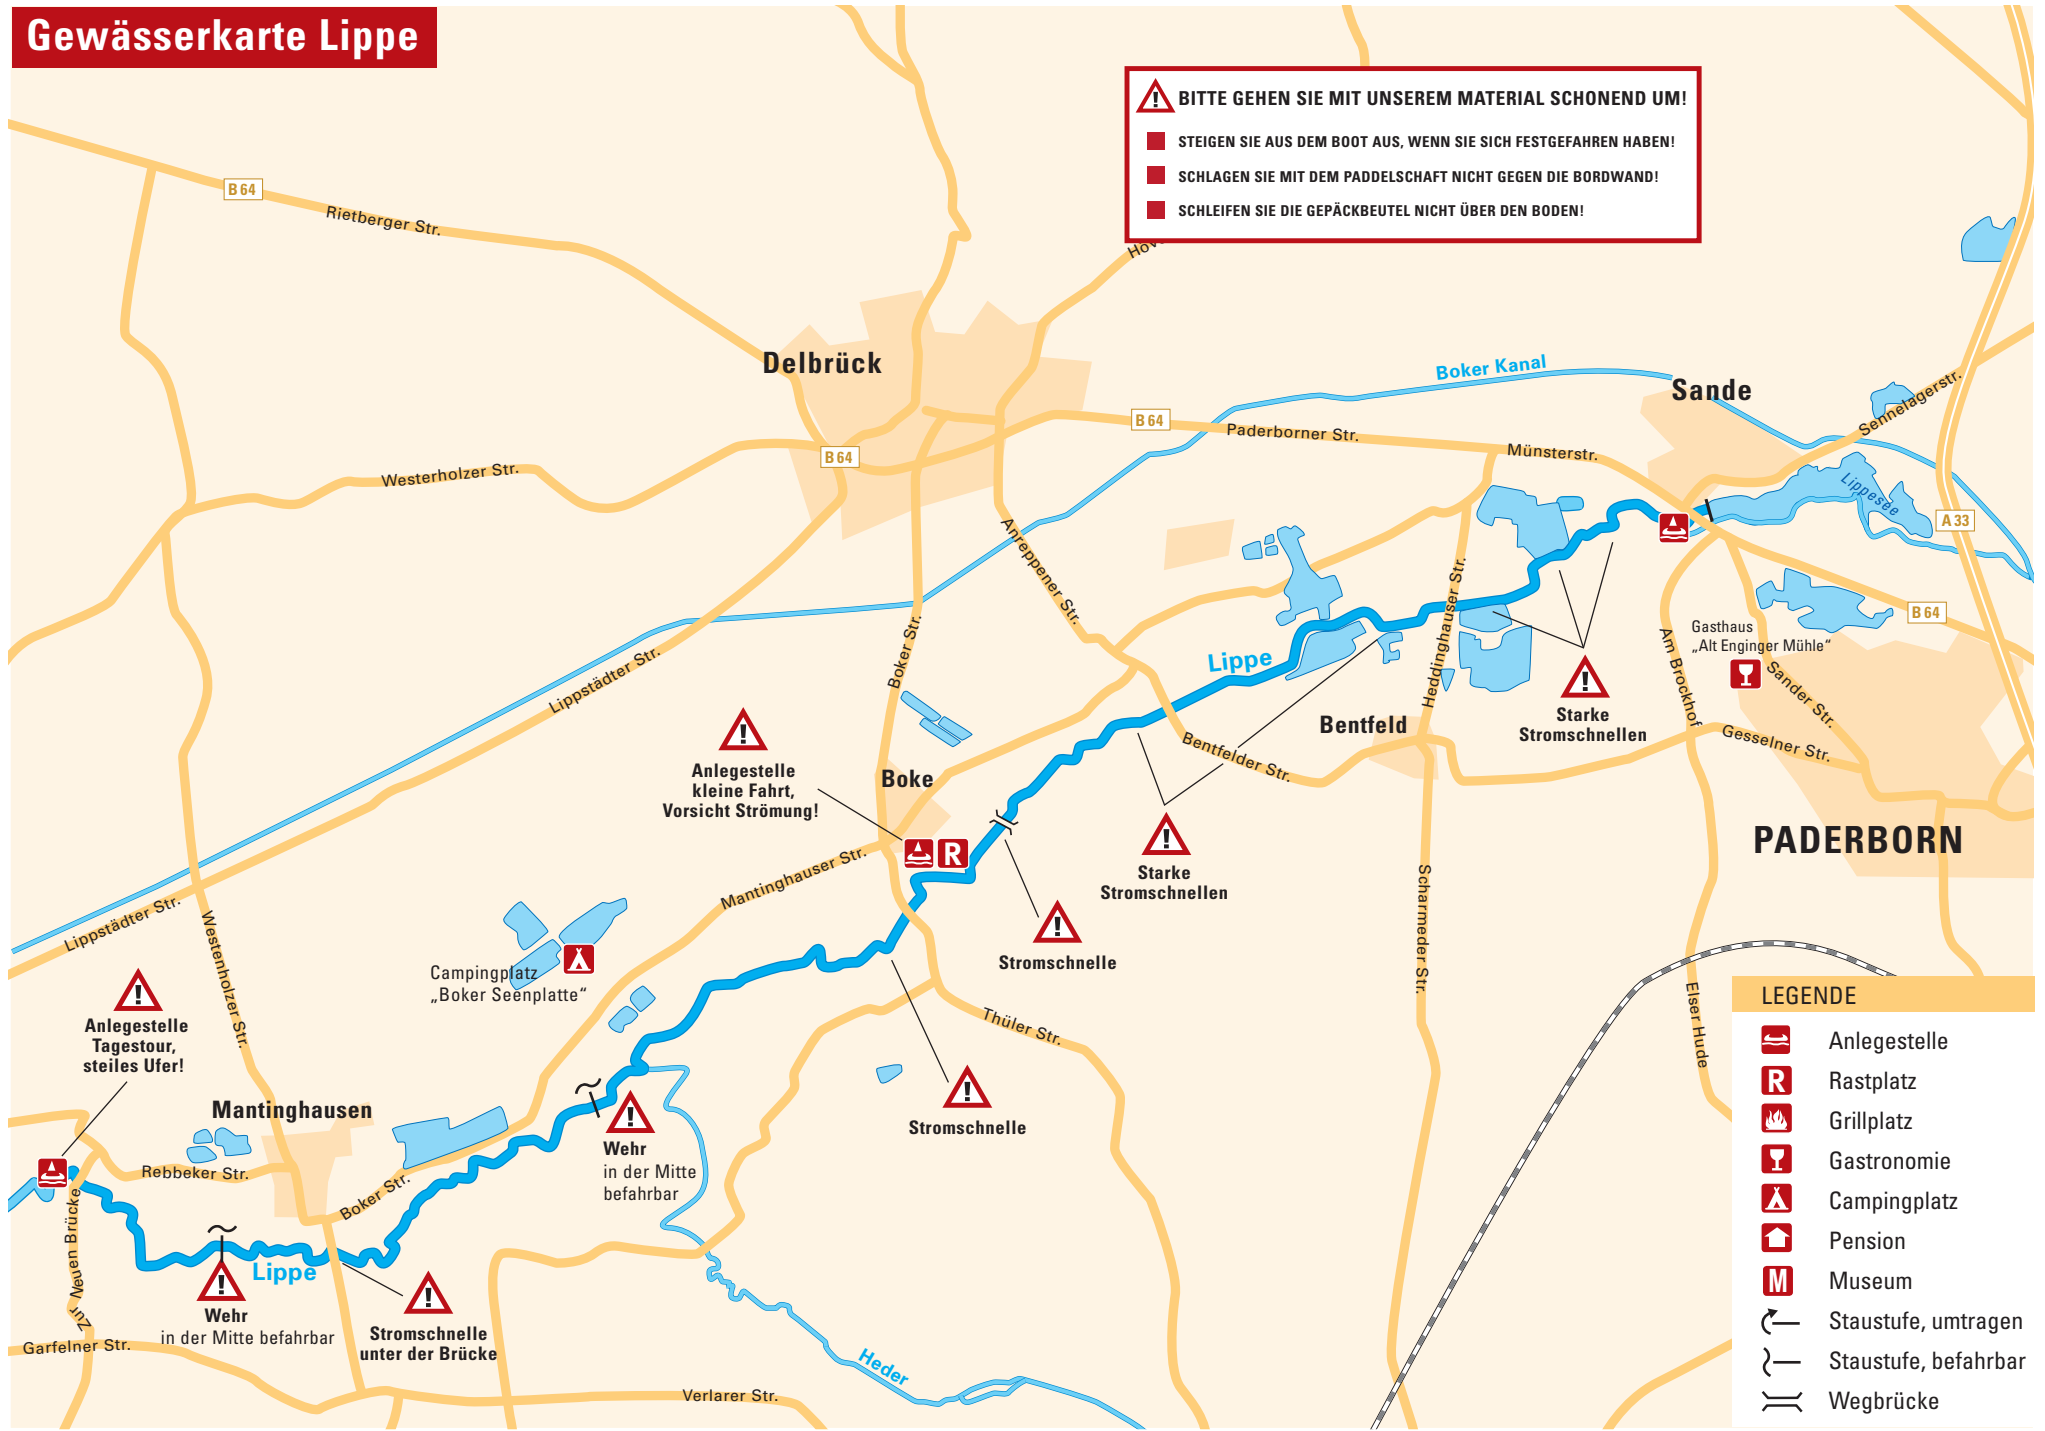 Gewässerkarte Lippe
! BITTE GEHEN SIE MIT UNSEREM MATERIAL SCHONEND UM!
STEIGEN SIE AUS DEM BOOT AUS, WENN SIE SICH FESTGEFAHREN HABEN!
SCHLAGEN SIE MIT DEM PADDELSCHAFT NICHT GEGEN DIE BORDWAND!
SCHLEIFEN SIE DIE GEPÄCKBEUTEL NICHT ÜBER DEN BODEN!
B 64
Rietberger Str.
Delbrück
Boker Kanal
Sande
Sennelagerstr.
B 64
Paderborner Str.
Münsterstr.
B 64
Westerholzer Str.
Lippesee
A 33
Anreppener Str.
Heddinghauser Str.
B 64
Gasthaus
„Alt Enginger Mühle“
Am Brockhof
Sander Str.
Boker Str.
Lippstädter Str.
Lippe
!
Starke
Stromschnellen
Bentfeld
Bentfelder Str.
Gesselner Str.
!
Anlegestelle
kleine Fahrt,
Vorsicht Strömung!
Boke
R
PADERBORN
!
Starke
Stromschnellen
Mantinghauser Str.
Scharmeder Str.
!
Stromschnelle
Lippstädter Str.
Westenholzer Str.
Campingplatz
„Boker Seenplatte“
!
Anlegestelle
Tagestour,
steiles Ufer!
Thüler Str.
Elser Hude
!
Stromschnelle
Mantinghausen
!
Wehr
in der Mitte
befahrbar
Rebbeker Str.
Boker Str.
Zur Neuen Brücke
Lippe
!
Wehr
in der Mitte befahrbar
!
Stromschnelle
unter der Brücke
Garfelner Str.
Heder
Verlarer Str.
LEGENDE
Anlegestelle
R Rastplatz
Grillplatz
Gastronomie
Campingplatz
Pension
M Museum
Staustufe, umtragen
Staustufe, befahrbar
Wegbrücke